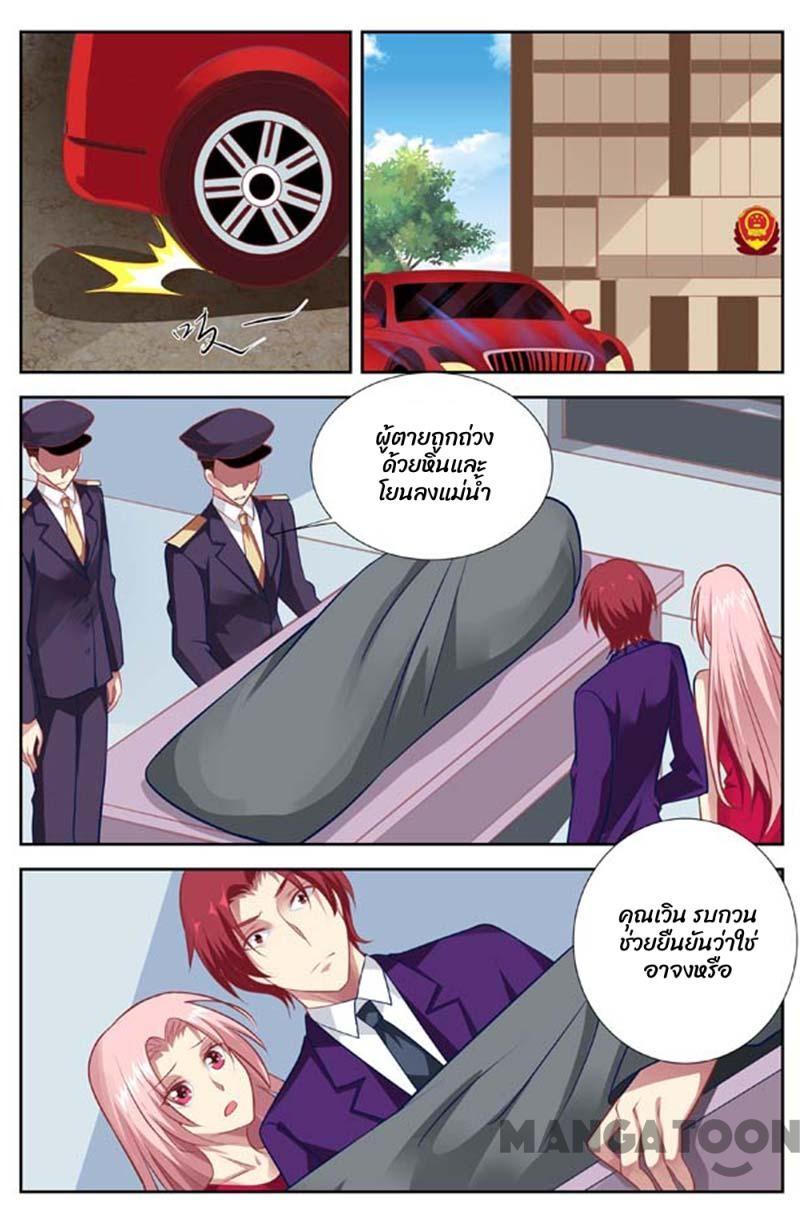 吱一
ผู้ตายถูกถ่วง
ด้วยหินและ
โยนลงแม่น้ำ
คุณเวิน รบกวน
ช่วยยืนยันว่าใช่
อาจงหรือ
MANGATOON